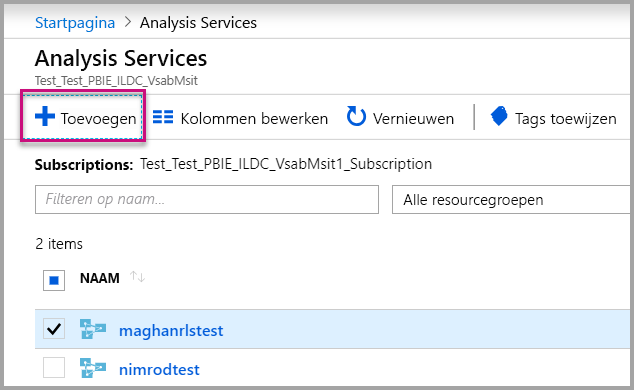 Startpagina > Analysis Services
Analysis Services
Test_Test_PBIE_ILDC_VsabMsit
Toevoegen Kolommen bewerken Vernieuwen Tags toewijzen
Subscriptions: Test_Test_PBIE_ILDC_VsabMsit1_Subscription
Filteren op naam... Alle resourcegroepen
2 items
NAAM
maghanrlstest
nimrodtest